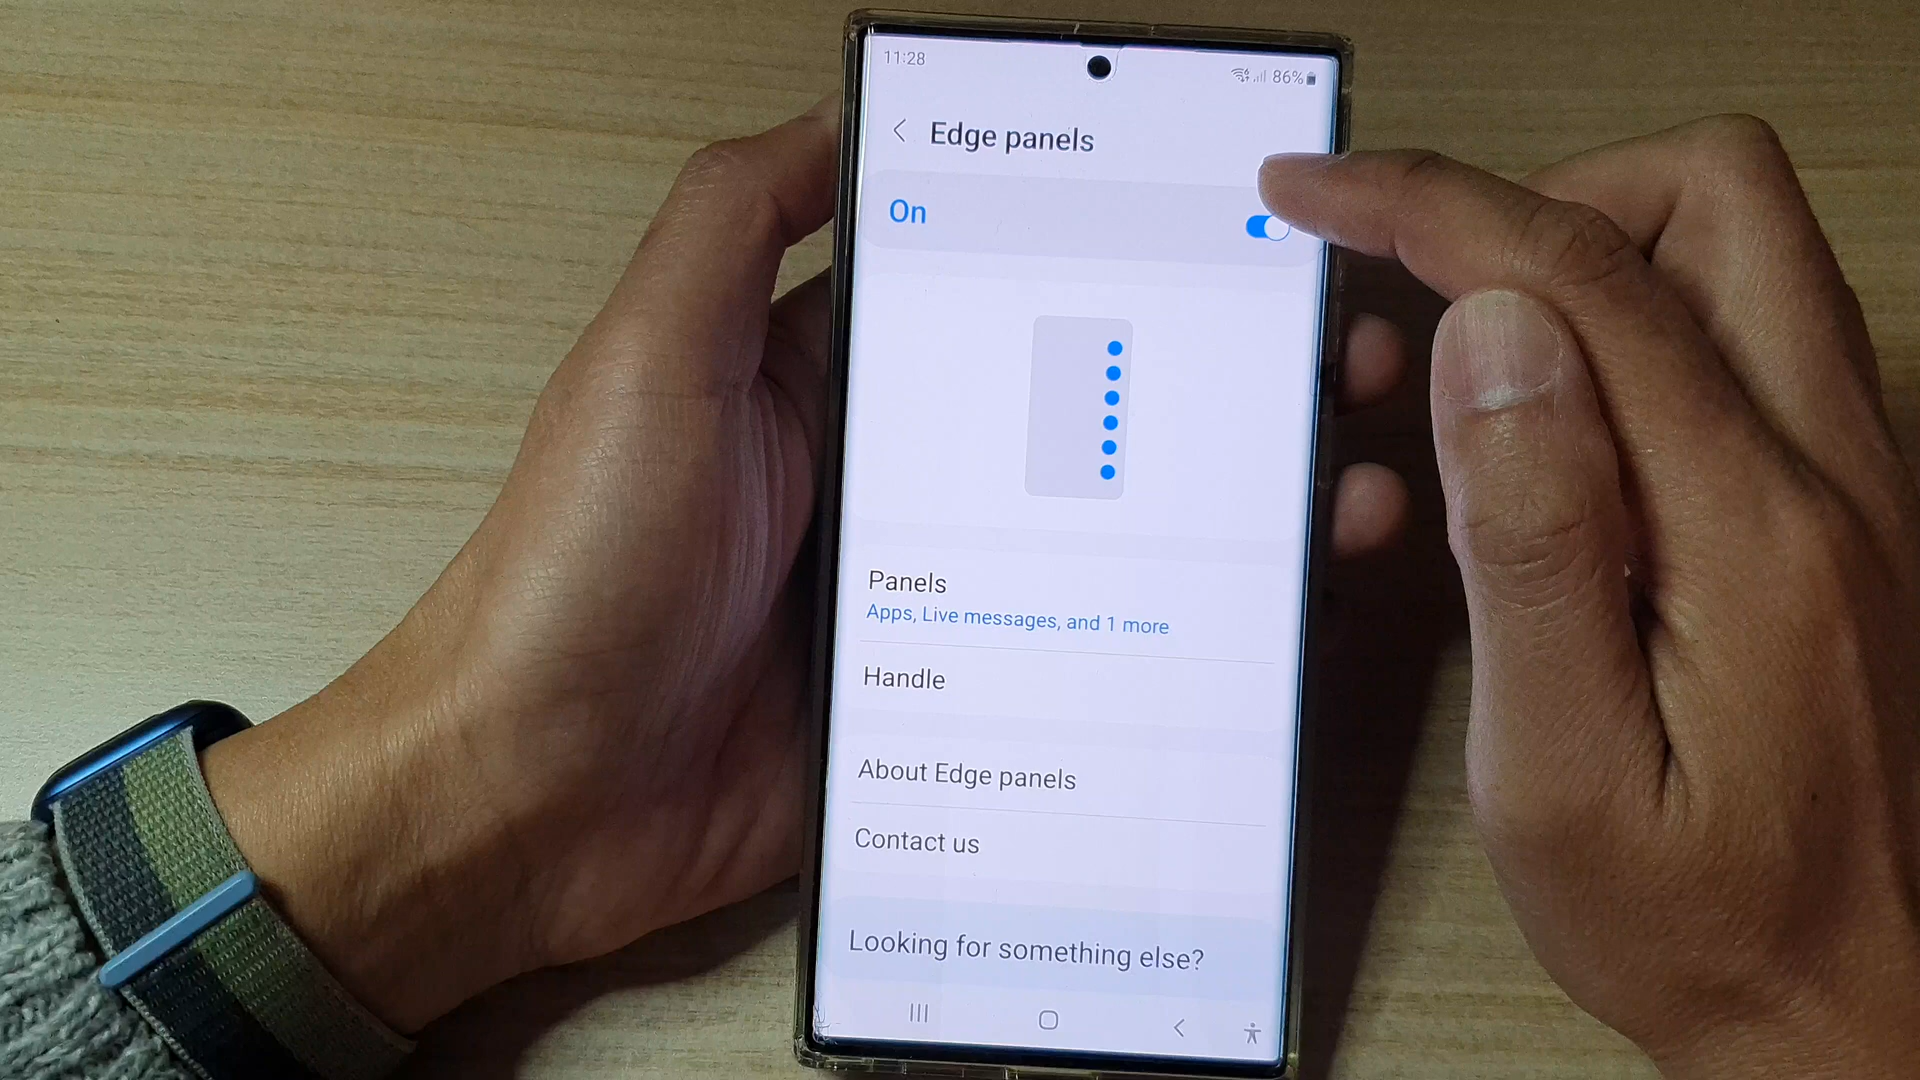 11:28
86%
Edge panels
On
Panels
Apps, Live messages, and 1 more
Handle
About Edge panels
Contact us
Looking for something else?